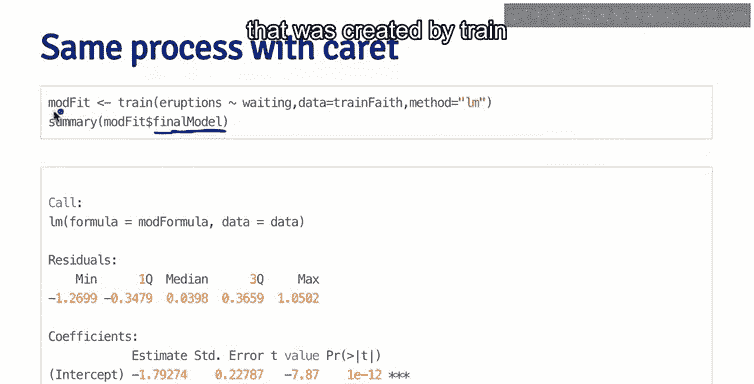 that was created by train
Same process with caret
modFit <- train(eruptions ~ waiting,data=trainFaith,method="lm")
summary(modFit$finalModel)
Call:
lm(formula = modFormula, data = data)
Residuals:
Min 1Q Median 3Q Max
-1.2699 -0.3479 0.0398 0.3659 1.0502
Coefficients:
Estimate Std. Error t value Pr(>|t|)
(Intercept) -1.79274 0.22787 -7.87 1e-12 ***